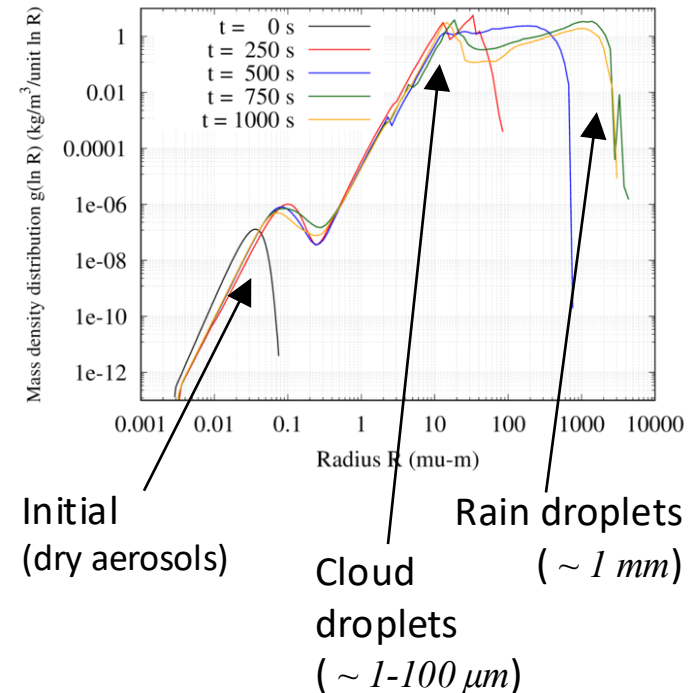 Mass density distribution g(ln R) (kg/m³/unit ln R)
t = 0 s
t = 250 s
t = 500 s
t = 750 s
t = 1000 s
1
0.01
0.0001
1e-06
1e-08
1e-10
1e-12
0.001 0.01 0.1 1 10 100 1000 10000
Radius R (mu-m)
Initial
(dry aerosols)
Cloud
droplets
( ~ 1-100 μm)
Rain droplets
( ~ 1 mm)